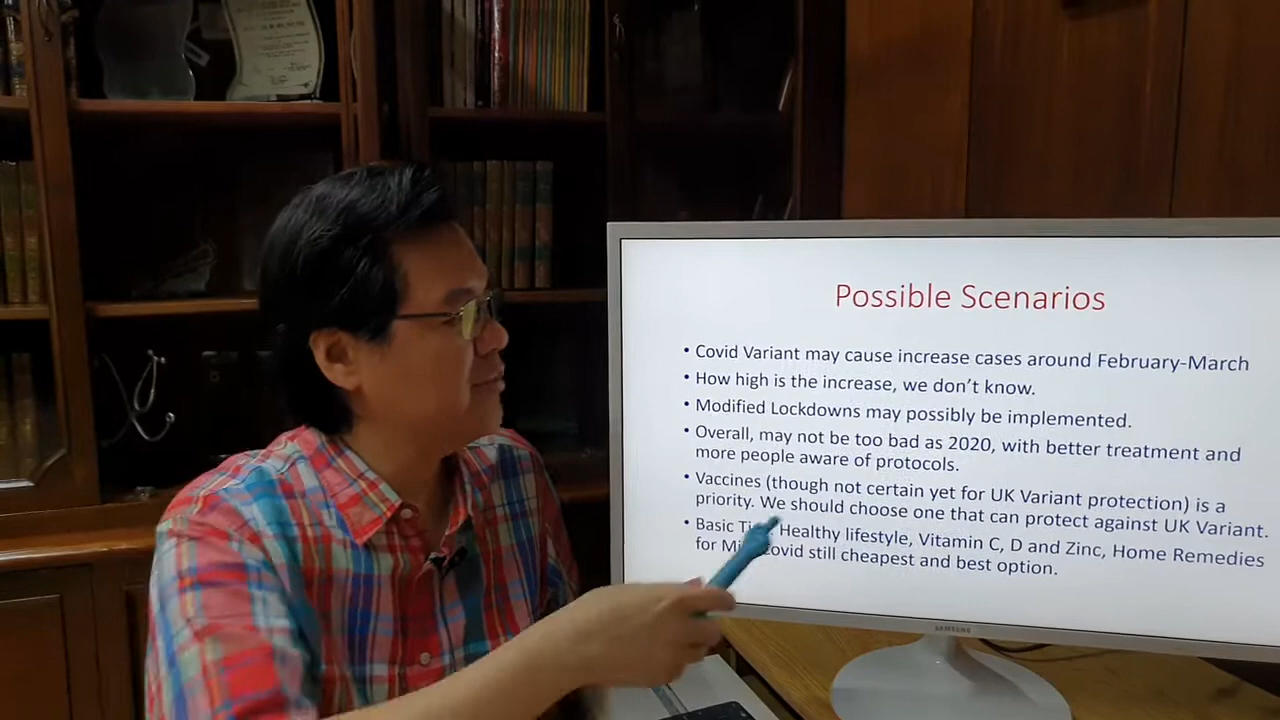 Possible Scenarios
• Covid Variant may cause increase cases around February-March
• How high is the increase, we don't know.
• Modified Lockdowns may possibly be implemented.
• Overall, may not be too bad as 2020, with better treatment and
more people aware of protocols.
• Vaccines (though not certain yet for UK Variant protection) is a
priority. We should choose one that can protect against UK Variant.
• Basic Healthy lifestyle, Vitamin C, D and Zinc, Home Remedies
for covid still cheapest and best option.
SAMSUNG